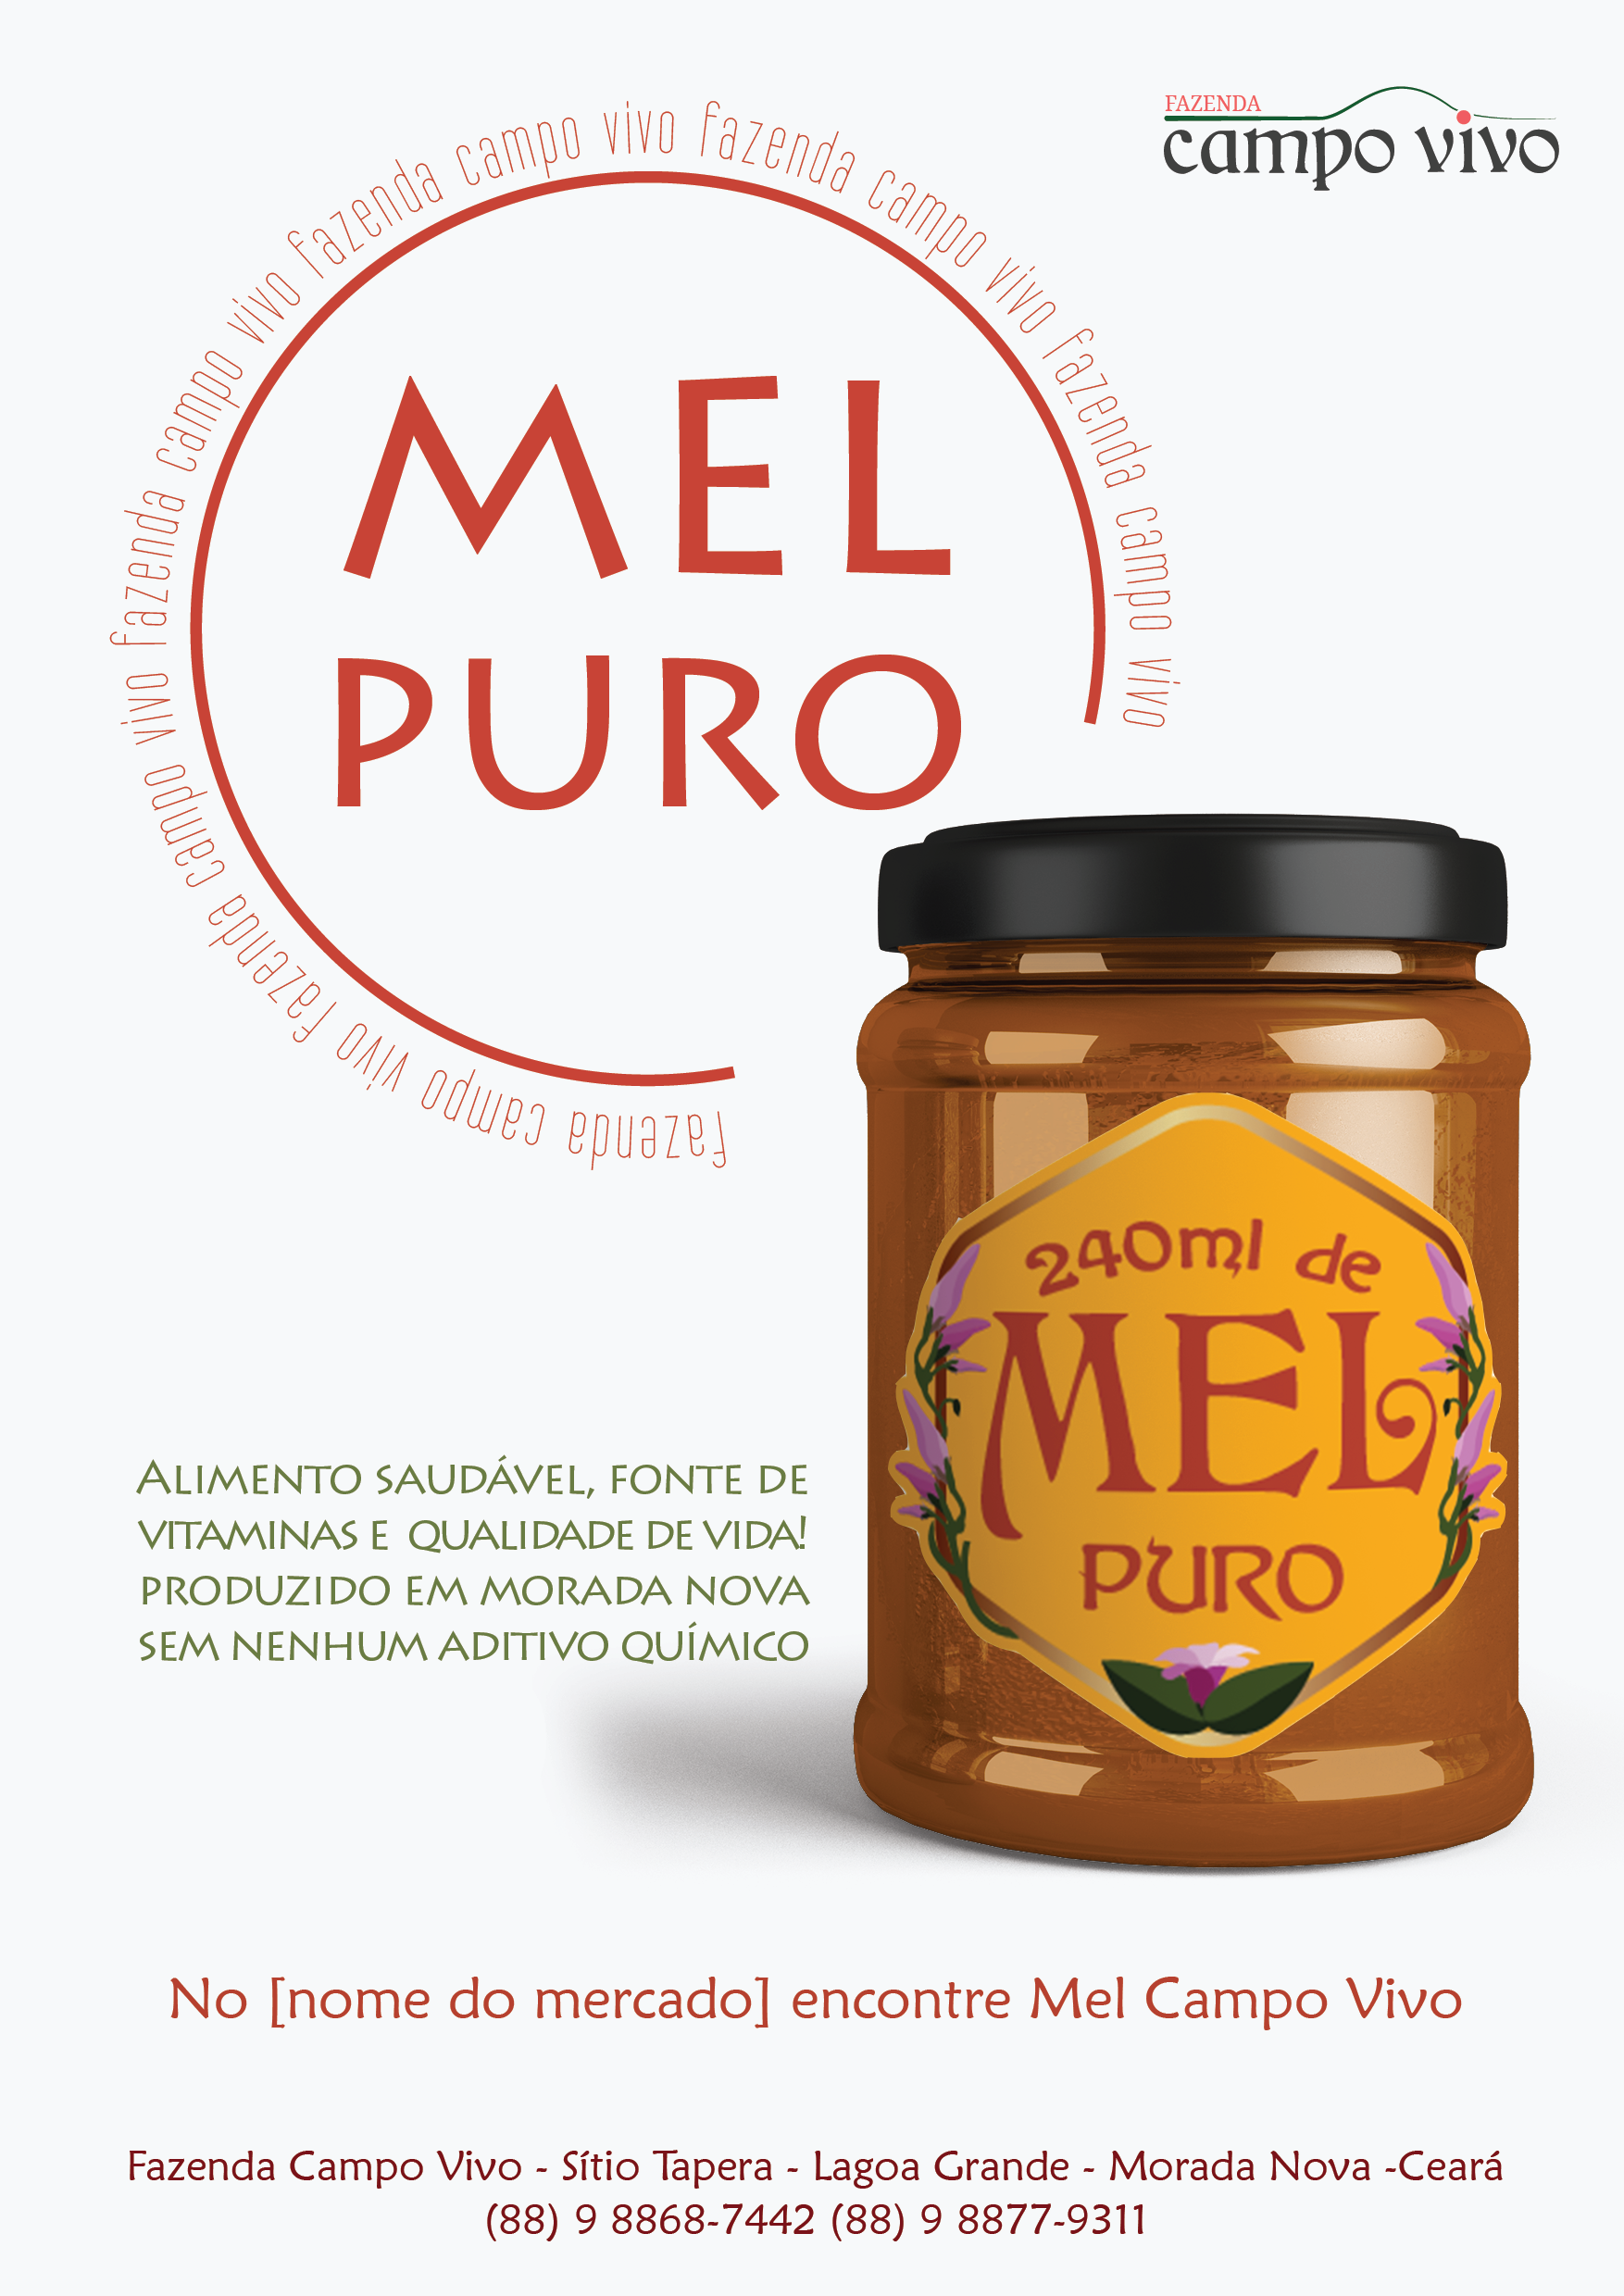 FAZENDA
campo vivo
fazenda campo vivo fazenda campo vivo fazenda campo vivo fazenda campo vivo fazenda campo vivo
MEL
PURO
240ml de
MEL
PURO
ALIMENTO SAUDÁVEL, FONTE DE
VITAMINAS E QUALIDADE DE VIDA!
PRODUZIDO EM MORADA NOVA
SEM NENHUM ADITIVO QUÍMICO
No [nome do mercado] encontre Mel Campo Vivo
Fazenda Campo Vivo - Sítio Tapera - Lagoa Grande - Morada Nova -Ceará
(88) 9 8868-7442 (88) 9 8877-9311